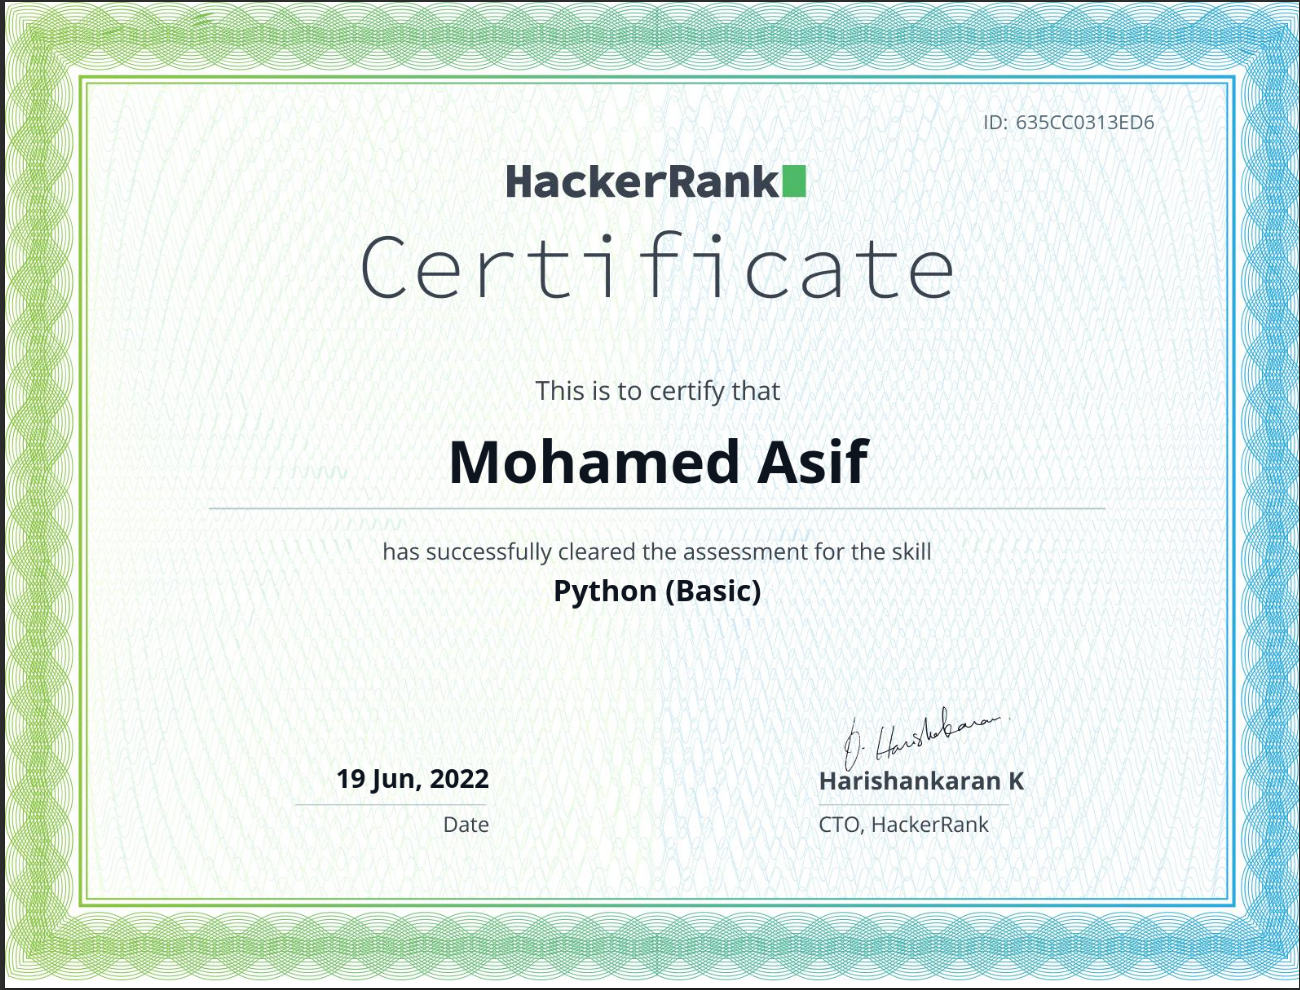 ID: 635CC0313ED6
HackerRank
Certificate
This is to certify that
Mohamed Asif
has successfully cleared the assessment for the skill
Python (Basic)
J. Harishankaran
19 Jun, 2022
Harishankaran K
Date
CTO, HackerRank